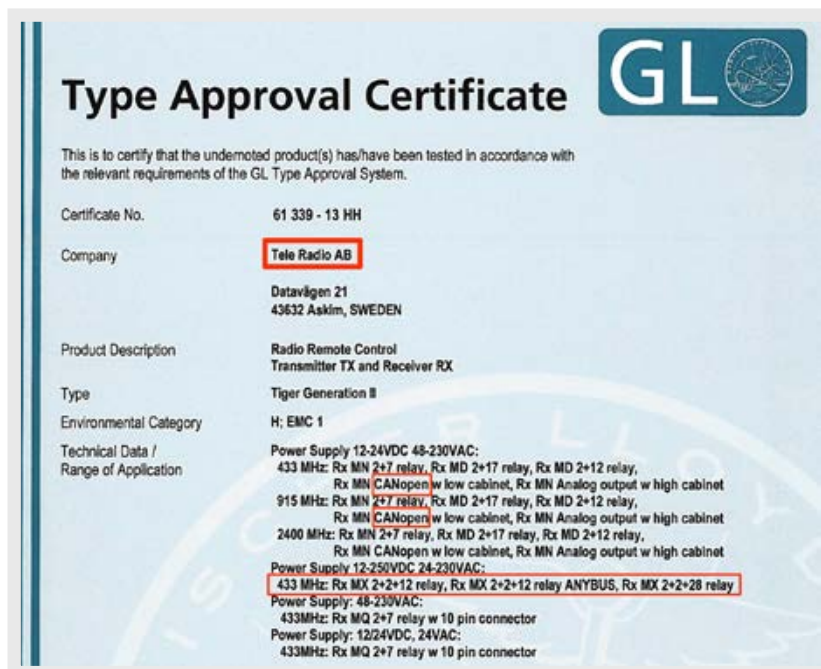 GL
Type Approval Certificate
This is to certify that the undernoted product(s) has/have been tested in accordance with
the relevant requirements of the GL Type Approval System.
Certificate No. 61 339 - 13 HH
Company Tele Radio AB
Datavägen 21
43632 Askim, SWEDEN
Product Description Radio Remote Control
Transmitter TX and Receiver RX
Type Tiger Generation II
Environmental Category H; EMC 1
Technical Data / Power Supply 12-24VDC 48-230VAC:
Range of Application 433 MHz: Rx MN 2+7 relay, Rx MD 2+17 relay, Rx MD 2+12 relay,
Rx MN CANopen w low cabinet, Rx MN Analog output w high cabinet
915 MHz: Rx MN 2+7 relay, Rx MD 2+17 relay, Rx MD 2+12 relay,
Rx MN CANopen w low cabinet, Rx MN Analog output w high cabinet
2400 MHz: Rx MN 2+7 relay, Rx MD 2+17 relay, Rx MD 2+12 relay,
Rx MN CANopen w low cabinet, Rx MN Analog output w high cabinet
Power Supply 12-250VDC 24-230VAC:
433 MHz: Rx MX 2+2+12 relay, Rx MX 2+2+12 relay ANYBUS, Rx MX 2+2+28 relay
Power Supply: 48-230VAC:
433MHz: Rx MQ 2+7 relay w 10 pin connector
Power Supply: 12/24VDC, 24VAC:
433MHz: Rx MQ 2+7 relay w 10 pin connector